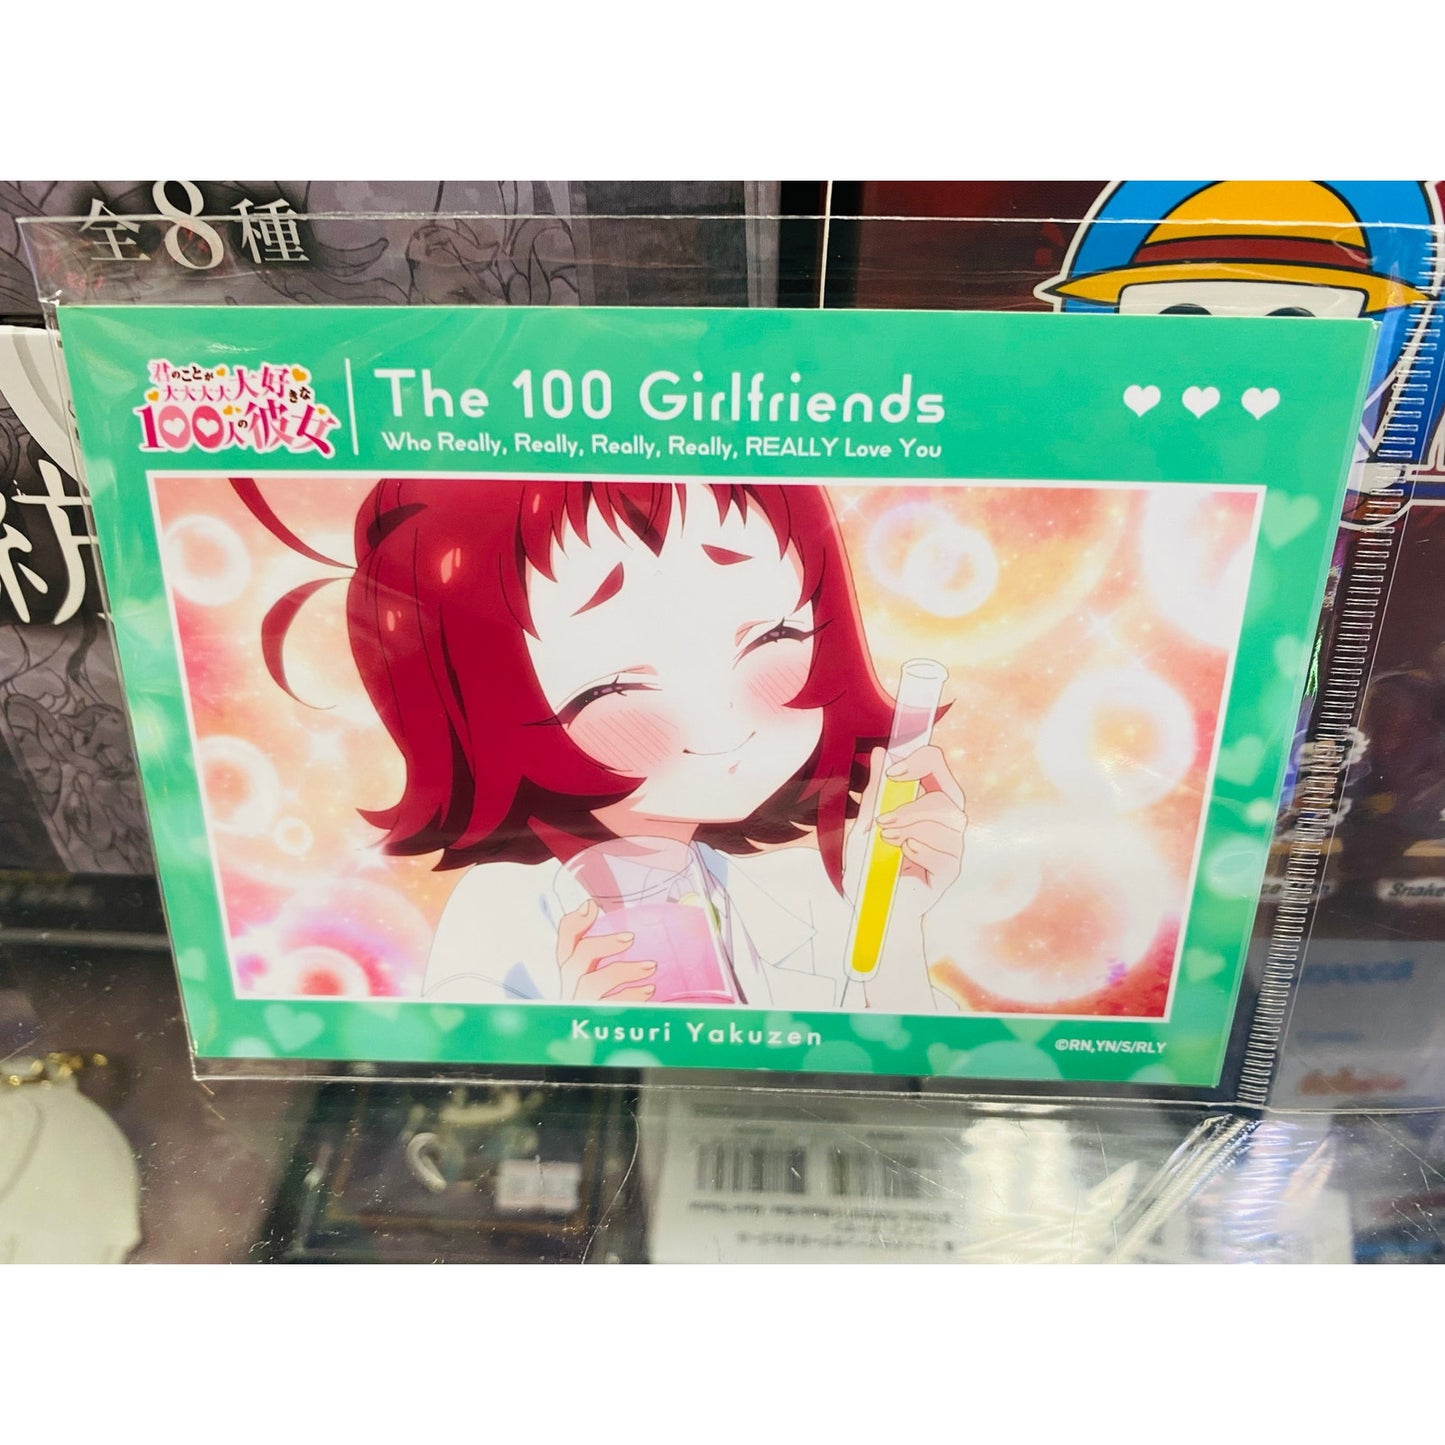 全8種
君のことが
大大大大大好きな
100人の彼女
The 100 Girlfriends
Who Really, Really, Really, Really, REALLY Love You
Kusuri Yakuzen
©RN,YN/S/RLY
Snake